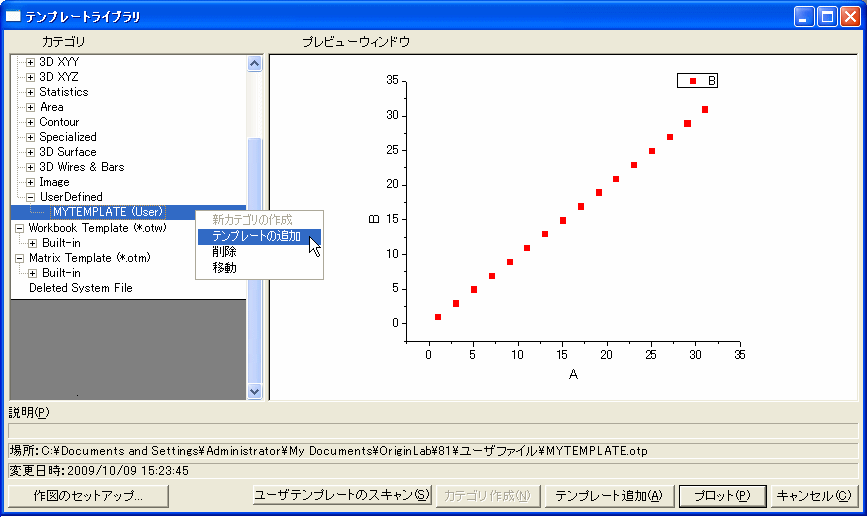 テンプレートライブラリ
カテゴリ
プレビューウィンドウ
3D XYY
3D XYZ
Statistics
Area
Contour
Specialized
3D Surface
3D Wires & Bars
Image
UserDefined
MYTEMPLATE (User)
Workbook Template (*.otw)
Built-in
Matrix Template (*.otm)
Built-in
Deleted System File
新カテゴリの作成
テンプレートの追加
削除
移動
B
35
30
25
20
15
10
5
0
B
0 5 10 15 20 25 30 35
A
説明(P)
場所:C:¥Documents and Settings¥Administrator¥My Documents¥OriginLab¥81¥ユーザファイル¥MYTEMPLATE.otp
変更日時:2009/10/09 15:23:45
作図のセットアップ...
ユーザテンプレートのスキャン(S)
カテゴリ作成(N)
テンプレート追加(A)
プロット(P)
キャンセル(C)